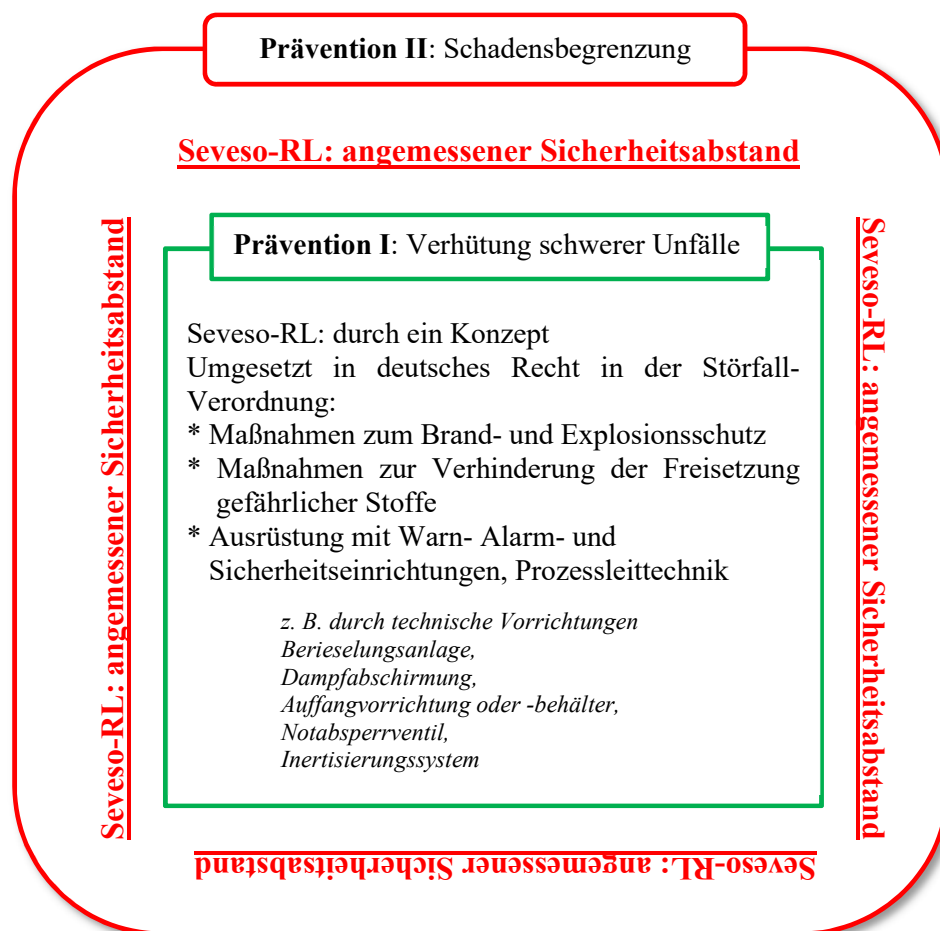 Prävention II: Schadensbegrenzung
Seveso-RL: angemessener Sicherheitsabstand
Seveso-RL: angemessener Sicherheitsabstand
Prävention I: Verhütung schwerer Unfälle
Seveso-RL: durch ein Konzept
Umgesetzt in deutsches Recht in der Störfall-
Verordnung:
* Maßnahmen zum Brand- und Explosionsschutz
* Maßnahmen zur Verhinderung der Freisetzung
gefährlicher Stoffe
* Ausrüstung mit Warn- Alarm- und
Sicherheitseinrichtungen, Prozessleittechnik
z. B. durch technische Vorrichtungen
Berieselungsanlage,
Dampfabschirmung,
Auffangvorrichtung oder -behälter,
Notabsperrventil,
Inertisierungssystem
Seveso-RL: angemessener Sicherheitsabstand
Seveso-RL: angemessener Sicherheitsabstand